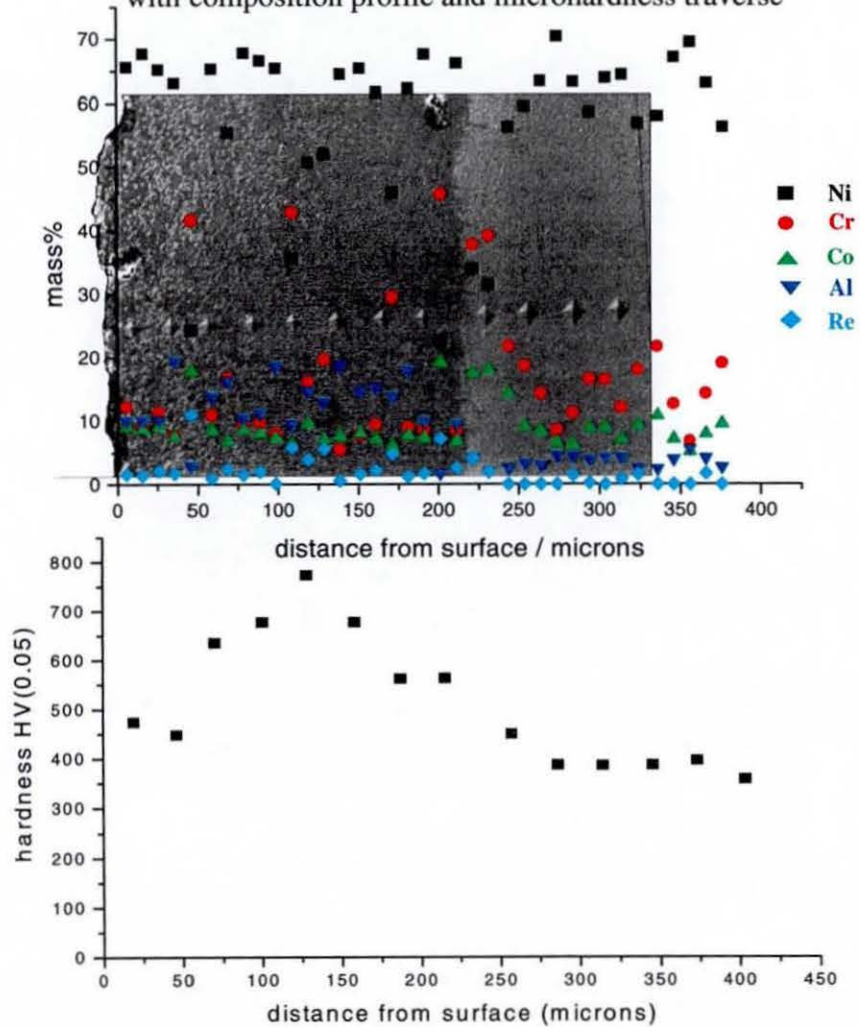 with composition profile and microhardness traverse
70
60
50
40
30
20
10
0
mass%
0 50 100 150 200 250 300 350 400
distance from surface / microns
Ni
Cr
Co
Al
Re
800
700
600
500
400
300
200
100
0
hardness HV(0.05)
0 50 100 150 200 250 300 350 400 450
distance from surface (microns)